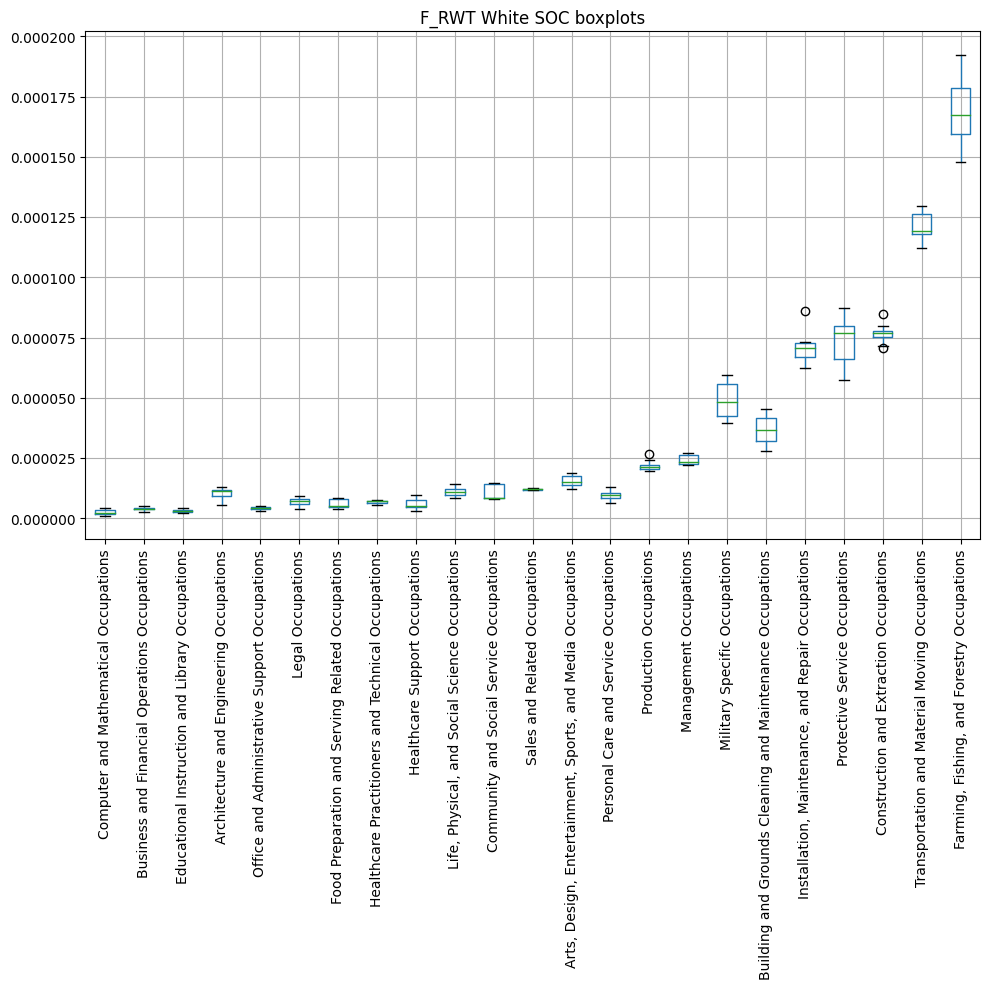 F_RWT White SOC boxplots
0.000200
0.000175
0.000150
0.000125
0.000100
0.000075
0.000050
0.000025
0.000000
Computer and Mathematical Occupations
Business and Financial Operations Occupations
Educational Instruction and Library Occupations
Architecture and Engineering Occupations
Office and Administrative Support Occupations
Legal Occupations
Food Preparation and Serving Related Occupations
Healthcare Practitioners and Technical Occupations
Healthcare Support Occupations
Life, Physical, and Social Science Occupations
Community and Social Service Occupations
Sales and Related Occupations
Arts, Design, Entertainment, Sports, and Media Occupations
Personal Care and Service Occupations
Production Occupations
Management Occupations
Military Specific Occupations
Building and Grounds Cleaning and Maintenance Occupations
Installation, Maintenance, and Repair Occupations
Protective Service Occupations
Construction and Extraction Occupations
Transportation and Material Moving Occupations
Farming, Fishing, and Forestry Occupations